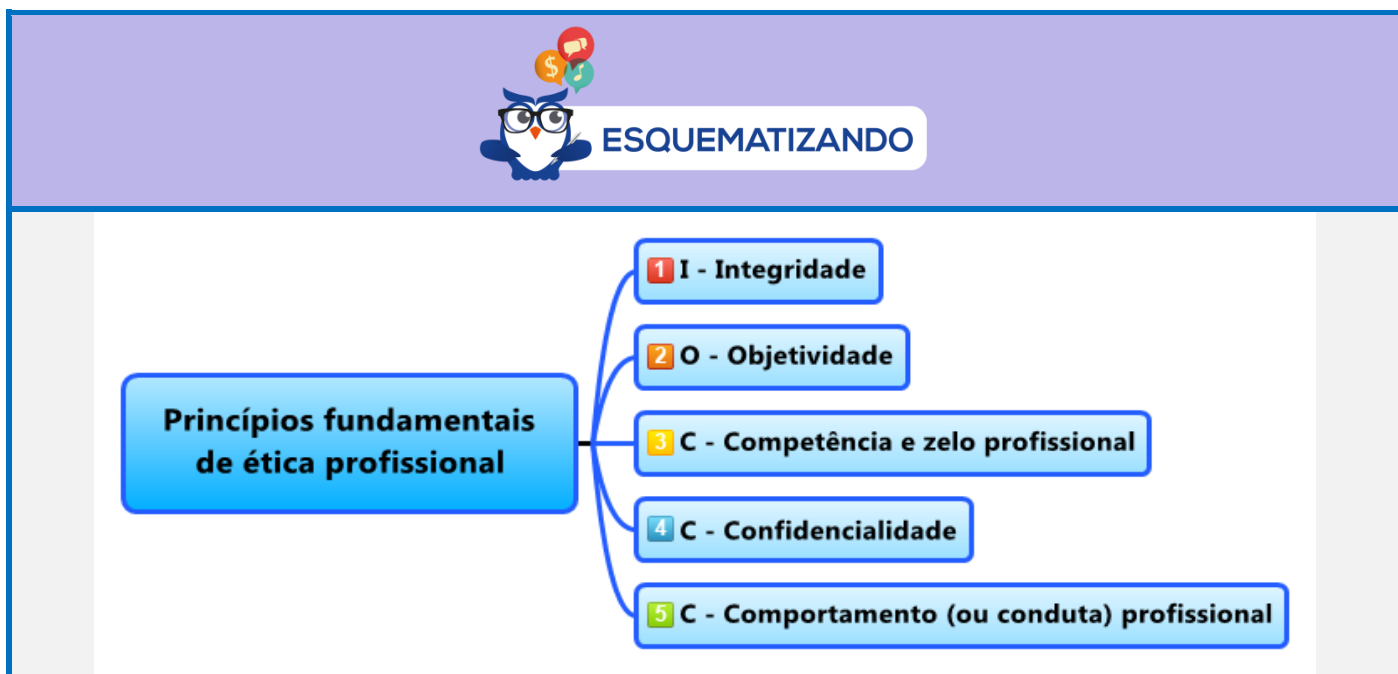 $
ESQUEMATIZANDO
1 I - Integridade
2 O - Objetividade
Princípios fundamentais
de ética profissional
3 C - Competência e zelo profissional
4 C - Confidencialidade
5 C - Comportamento (ou conduta) profissional